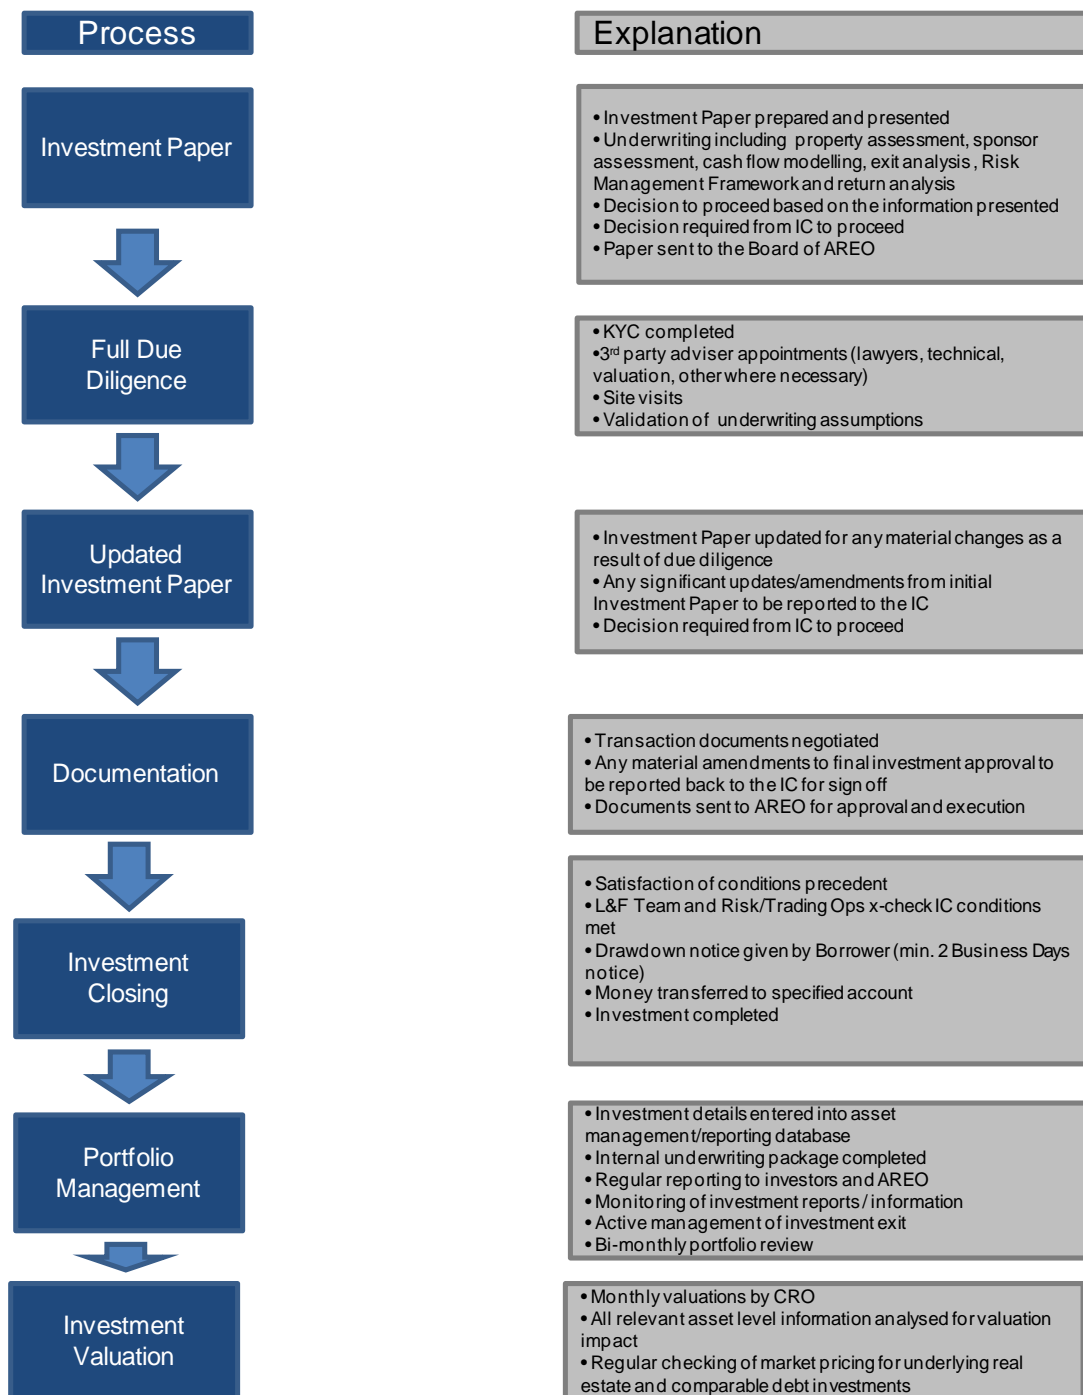 Process
Explanation
Investment Paper
• Investment Paper prepared and presented
• Underwriting including property assessment, sponsor
assessment, cash flow modelling, exit analysis , Risk
Management Framework and return analysis
• Decision to proceed based on the information presented
• Decision required from IC to proceed
• Paper sent to the Board of AREO
Full Due
Diligence
• KYC completed
•3rd party adviser appointments (lawyers, technical,
valuation, other where necessary)
• Site visits
• Validation of underwriting assumptions
Updated
Investment Paper
• Investment Paper updated for any material changes as a
result of due diligence
• Any significant updates/amendments from initial
Investment Paper to be reported to the IC
• Decision required from IC to proceed
Documentation
• Transaction documents negotiated
• Any material amendments to final investment approval to
be reported back to the IC for sign off
• Documents sent to AREO for approval and execution
Investment
Closing
• Satisfaction of conditions precedent
• L&F Team and Risk/Trading Ops x-check IC conditions
met
• Drawdown notice given by Borrower (min. 2 Business Days
notice)
• Money transferred to specified account
• Investment completed
Portfolio
Management
• Investment details entered into asset
management/reporting database
• Internal underwriting package completed
• Regular reporting to investors and AREO
• Monitoring of investment reports / information
• Active management of investment exit
• Bi-monthly portfolio review
Investment
Valuation
• Monthly valuations by CRO
• All relevant asset level information analysed for valuation
impact
• Regular checking of market pricing for underlying real
estate and comparable debt investments